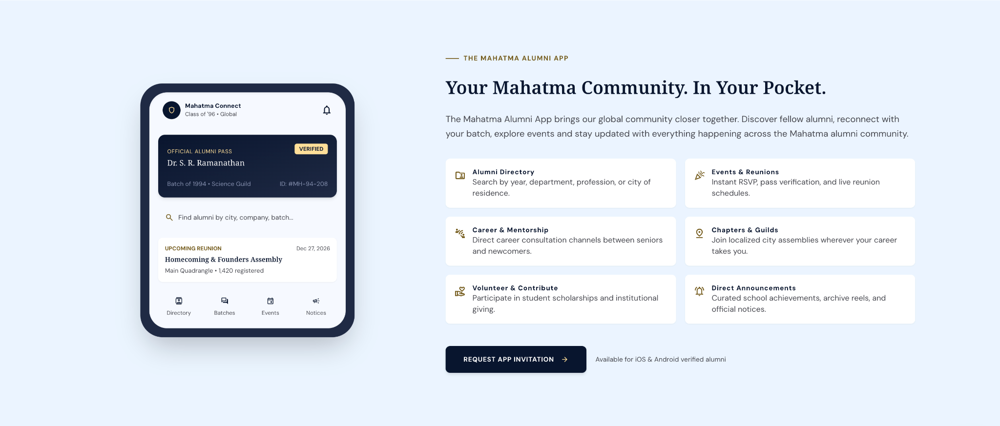 Mahatma Connect
Class of '96 • Global
OFFICIAL ALUMNI PASS
VERIFIED
Dr. S. R. Ramanathan
Batch of 1994 • Science Guild
ID: #MH-94-208
Find alumni by city, company, batch...
UPCOMING REUNION
Dec 27, 2026
Homecoming & Founders Assembly
Main Quadrangle • 1,420 registered
Directory
Batches
Events
Notices
THE MAHATMA ALUMNI APP
Your Mahatma Community. In Your Pocket.
The Mahatma Alumni App brings our global community closer together. Discover fellow alumni, reconnect with
your batch, explore events and stay updated with everything happening across the Mahatma alumni community.
Alumni Directory
Search by year, department, profession, or city of
residence.
Events & Reunions
Instant RSVP, pass verification, and live reunion
schedules.
Career & Mentorship
Direct career consultation channels between seniors
and newcomers.
Chapters & Guilds
Join localized city assemblies wherever your career
takes you.
Volunteer & Contribute
Participate in student scholarships and institutional
giving.
Direct Announcements
Curated school achievements, archive reels, and
official notices.
REQUEST APP INVITATION
Available for iOS & Android verified alumni